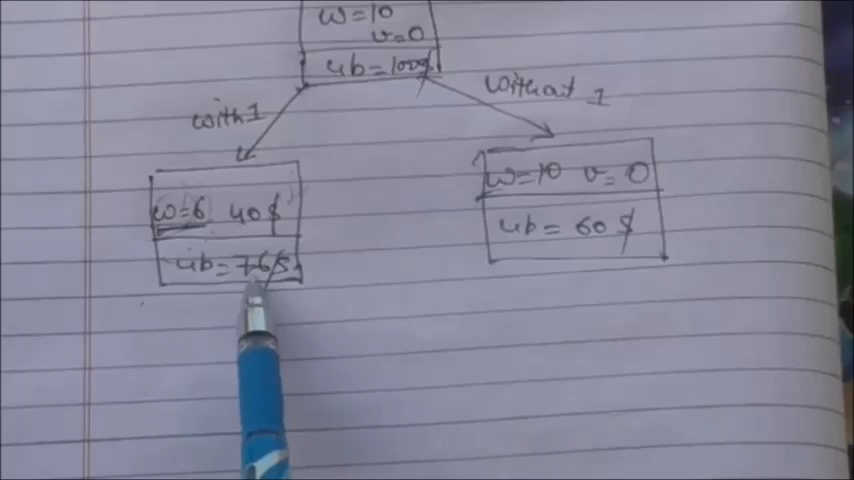 w=10
v=0
ub=100$
with 1
without 1
w=6 40$
ub=76$
w=10 v=0
ub=60$